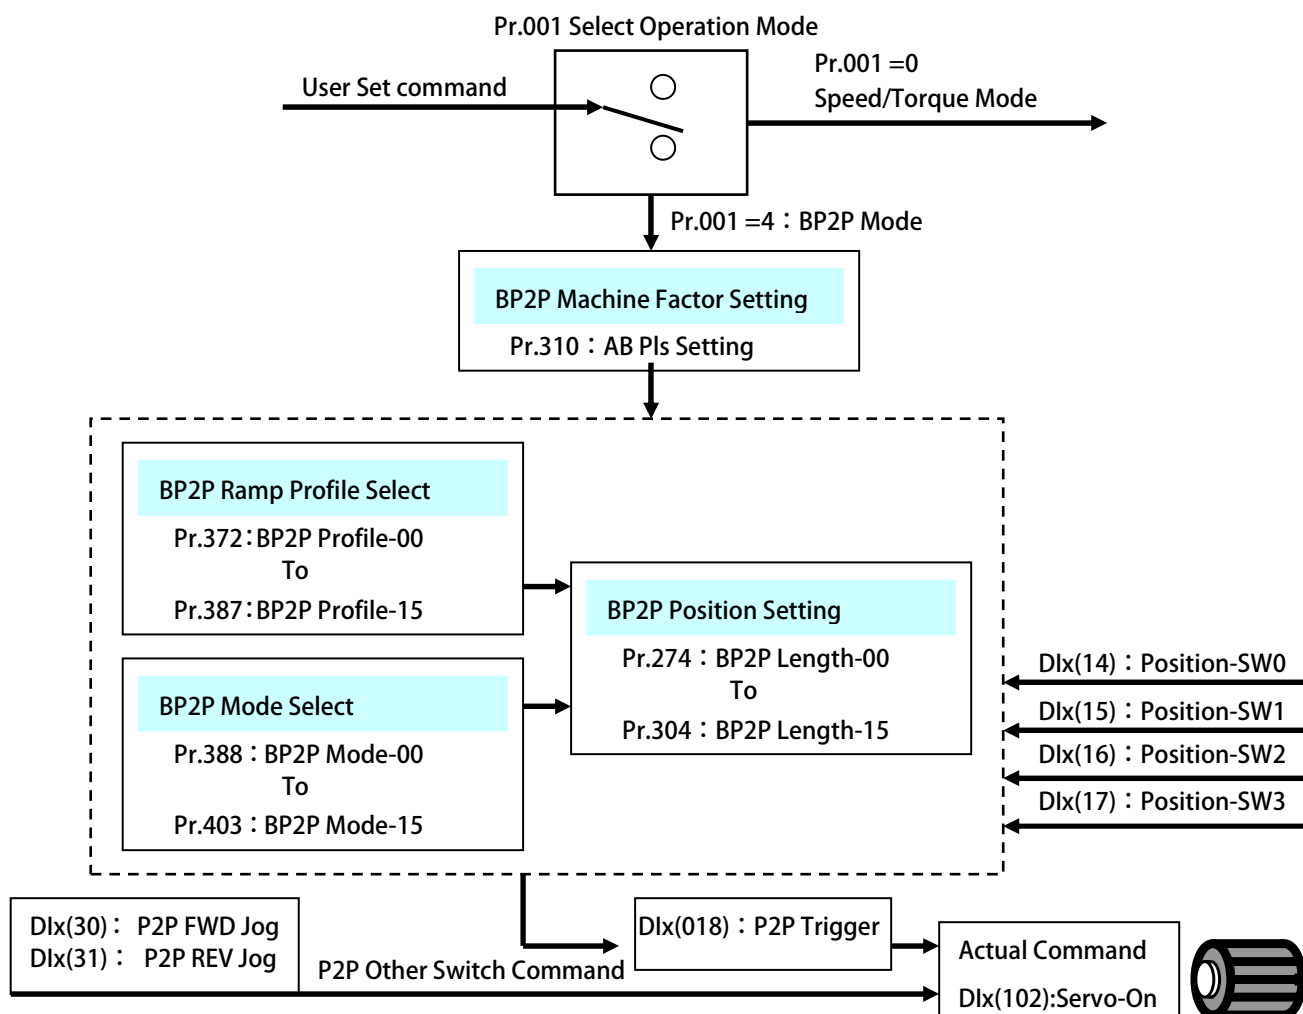 Pr.001 Select Operation Mode
User Set command
Pr.001 =0
Speed/Torque Mode
Pr.001 =4：BP2P Mode
BP2P Machine Factor Setting
Pr.310：AB Pls Setting
BP2P Ramp Profile Select
Pr.372：BP2P Profile-00
To
Pr.387：BP2P Profile-15
BP2P Mode Select
Pr.388：BP2P Mode-00
To
Pr.403：BP2P Mode-15
BP2P Position Setting
Pr.274：BP2P Length-00
To
Pr.304：BP2P Length-15
DIx(14)：Position-SW0
DIx(15)：Position-SW1
DIx(16)：Position-SW2
DIx(17)：Position-SW3
DIx(30)： P2P FWD Jog
DIx(31)： P2P REV Jog
P2P Other Switch Command
DIx(018)：P2P Trigger
Actual Command
DIx(102):Servo-On